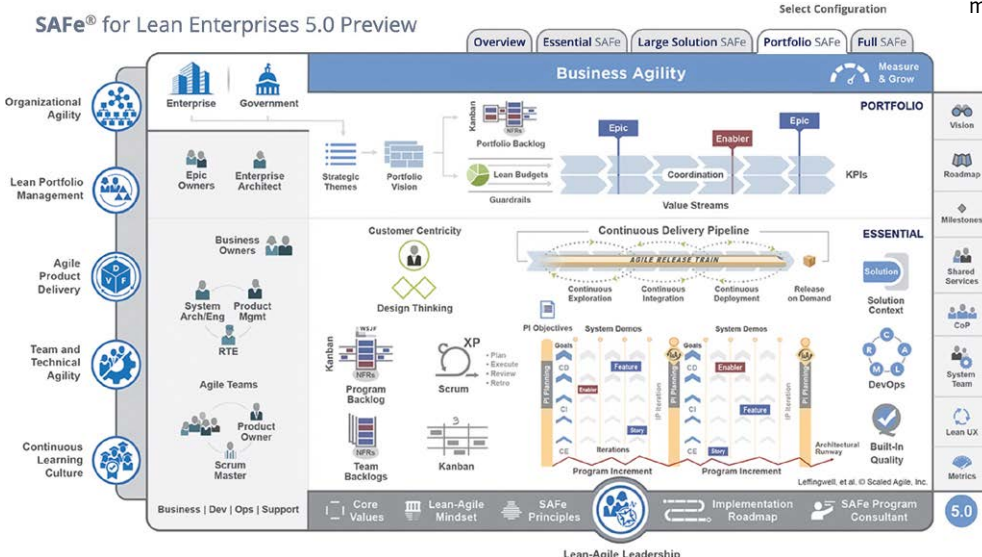 Select Configuration
m
SAFe® for Lean Enterprises 5.0 Preview
Overview
Essential SAFe
Large Solution SAFe
Portfolio SAFe
Full SAFe
Business Agility
Measure
& Grow
Organizational
Agility
Lean Portfolio
Management
Agile
Product
Delivery
D
V
F
Team and
Technical
Agility
Continuous
Learning
Culture
Enterprise
Government
Epic
Owners
Enterprise
Architect
Business
Owners
System
Arch/Eng
Product
Mgmt
RTE
Agile Teams
Product
Owner
Scrum
Master
Business | Dev | Ops | Support
PORTFOLIO
Strategic
Themes
Portfolio
Vision
Kanban
NFRs
Portfolio Backlog
Lean Budgets
Guardrails
Epic
Enabler
Epic
Coordination
KPIs
Value Streams
ESSENTIAL
Customer Centricity
Design Thinking
Continuous Delivery Pipeline
AGILE RELEASE TRAIN
Continuous
Exploration
Continuous
Integration
Continuous
Deployment
Release
on Demand
Kanban
WSJF
NFRs
Program
Backlog
XP
Scrum
• Plan
• Execute
• Review
• Retro
NFRs
Team
Backlogs
Kanban
PI Objectives
System Demos
System Demos
PI Planning
Goals
CD
CI
CE
Enabler
Feature
Story
Iterations
IP Iteration
I&A
PI Planning
Goals
CD
CI
CE
Enabler
Feature
Story
IP Iteration
I&A
PI Planning
Architectural
Runway
Program Increment
Program Increment
Solution
Solution
Context
C
A
L
M
R
DevOps
Built-In
Quality
Leffingwell, et al. © Scaled Agile, Inc.
Vision
Roadmap
Milestones
Shared
Services
CoP
System
Team
Lean UX
Metrics
5.0
Core
Values
Lean-Agile
Mindset
SAFe
Principles
Implementation
Roadmap
SAFe Program
Consultant
Lean-Agile Leadership